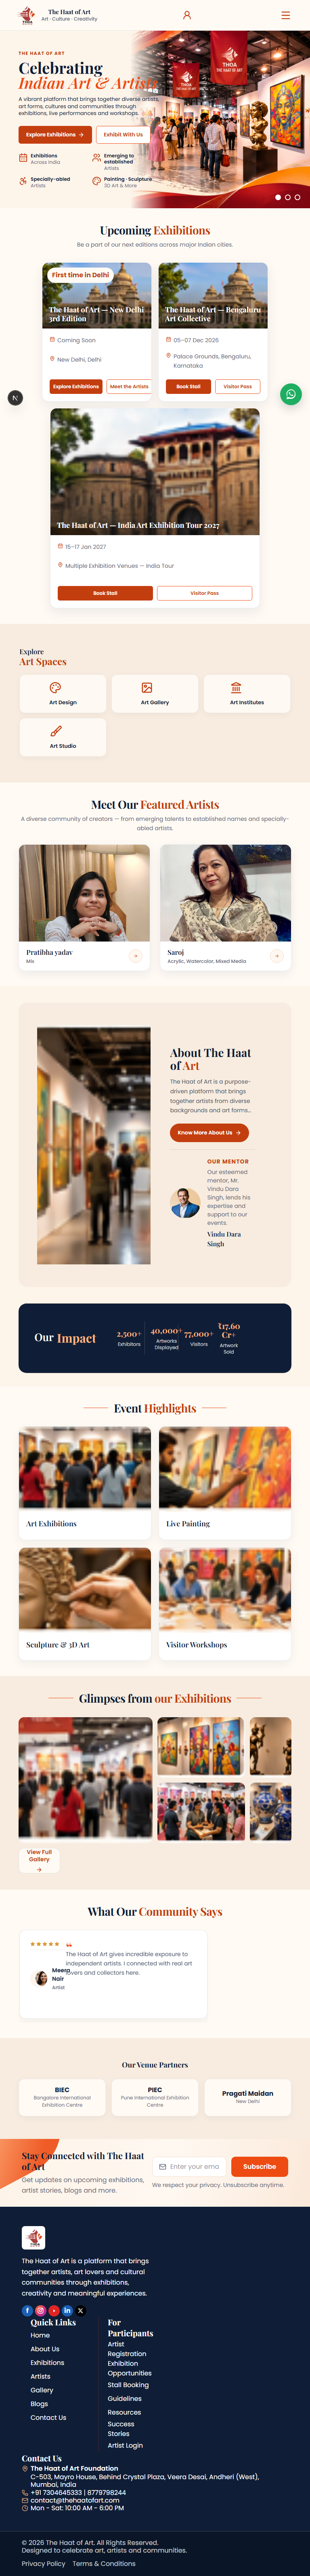 The Haat of Art
Art · Culture · Creativity
THE HAAT OF ART
Celebrating
Indian Art & Artists
A vibrant platform that brings together diverse artists,
art forms, cultures and communities through
exhibitions, live performances and workshops.
Explore Exhibitions →
Exhibit With Us
Exhibitions
Across India
Emerging to
established
Artists
Specially-abled
Artists
Painting · Sculpture
3D Art & More
THOA
THE HAAT OF ART
THOA
THE HAAT OF ART
Upcoming Exhibitions
Be a part of our next editions across major Indian cities.
First time in Delhi
The Haat of Art — New Delhi
3rd Edition
Coming Soon
New Delhi, Delhi
Explore Exhibitions
Meet the Artists
The Haat of Art — Bengaluru
Art Collective
05–07 Dec 2026
Palace Grounds, Bengaluru,
Karnataka
Book Stall
Visitor Pass
The Haat of Art — India Art Exhibition Tour 2027
15–17 Jan 2027
Multiple Exhibition Venues — India Tour
Book Stall
Visitor Pass
Explore
Art Spaces
Art Design
Art Gallery
Art Institutes
Art Studio
Meet Our Featured Artists
A diverse community of creators — from emerging talents to established names and specially-
abled artists.
Pratibha yadav
Mix
Saroj
Acrylic, Watercolor, Mixed Media
About The Haat
of Art
The Haat of Art is a purpose-
driven platform that brings
together artists from diverse
backgrounds and art forms...
Know More About Us →
OUR MENTOR
Our esteemed
mentor, Mr.
Vindu Dara
Singh, lends his
expertise and
support to our
events.
Vindu Dara
Singh
Our Impact
2,500+
Exhibitors
40,000+
Artworks
Displayed
77,000+
Visitors
₹17.60
Cr+
Artwork
Sold
Event Highlights
Art Exhibitions
Live Painting
Sculpture & 3D Art
Visitor Workshops
Glimpses from our Exhibitions
View Full
Gallery
→
What Our Community Says
★★★★★
The Haat of Art gives incredible exposure to
independent artists. I connected with real art
lovers and collectors here.
Meera
Nair
Artist
Our Venue Partners
BIEC
Bangalore International
Exhibition Centre
PIEC
Pune International Exhibition
Centre
Pragati Maidan
New Delhi
Stay Connected with The Haat
of Art
Get updates on upcoming exhibitions,
artist stories, blogs and more.
Enter your ema
Subscribe
We respect your privacy. Unsubscribe anytime.
The Haat of Art is a platform that brings
together artists, art lovers and cultural
communities through exhibitions,
creativity and meaningful experiences.
Quick Links
Home
About Us
Exhibitions
Artists
Gallery
Blogs
Contact Us
For
Participants
Artist
Registration
Exhibition
Opportunities
Stall Booking
Guidelines
Resources
Success
Stories
Artist Login
Contact Us
The Haat of Art Foundation
C-503, Mayro House, Behind Crystal Plaza, Veera Desai, Andheri (West),
Mumbai, India
+91 7304645333 | 8779798244
contact@thehaatofart.com
Mon - Sat: 10:00 AM - 6:00 PM
© 2026 The Haat of Art. All Rights Reserved.
Designed to celebrate art, artists and communities.
Privacy Policy
Terms & Conditions